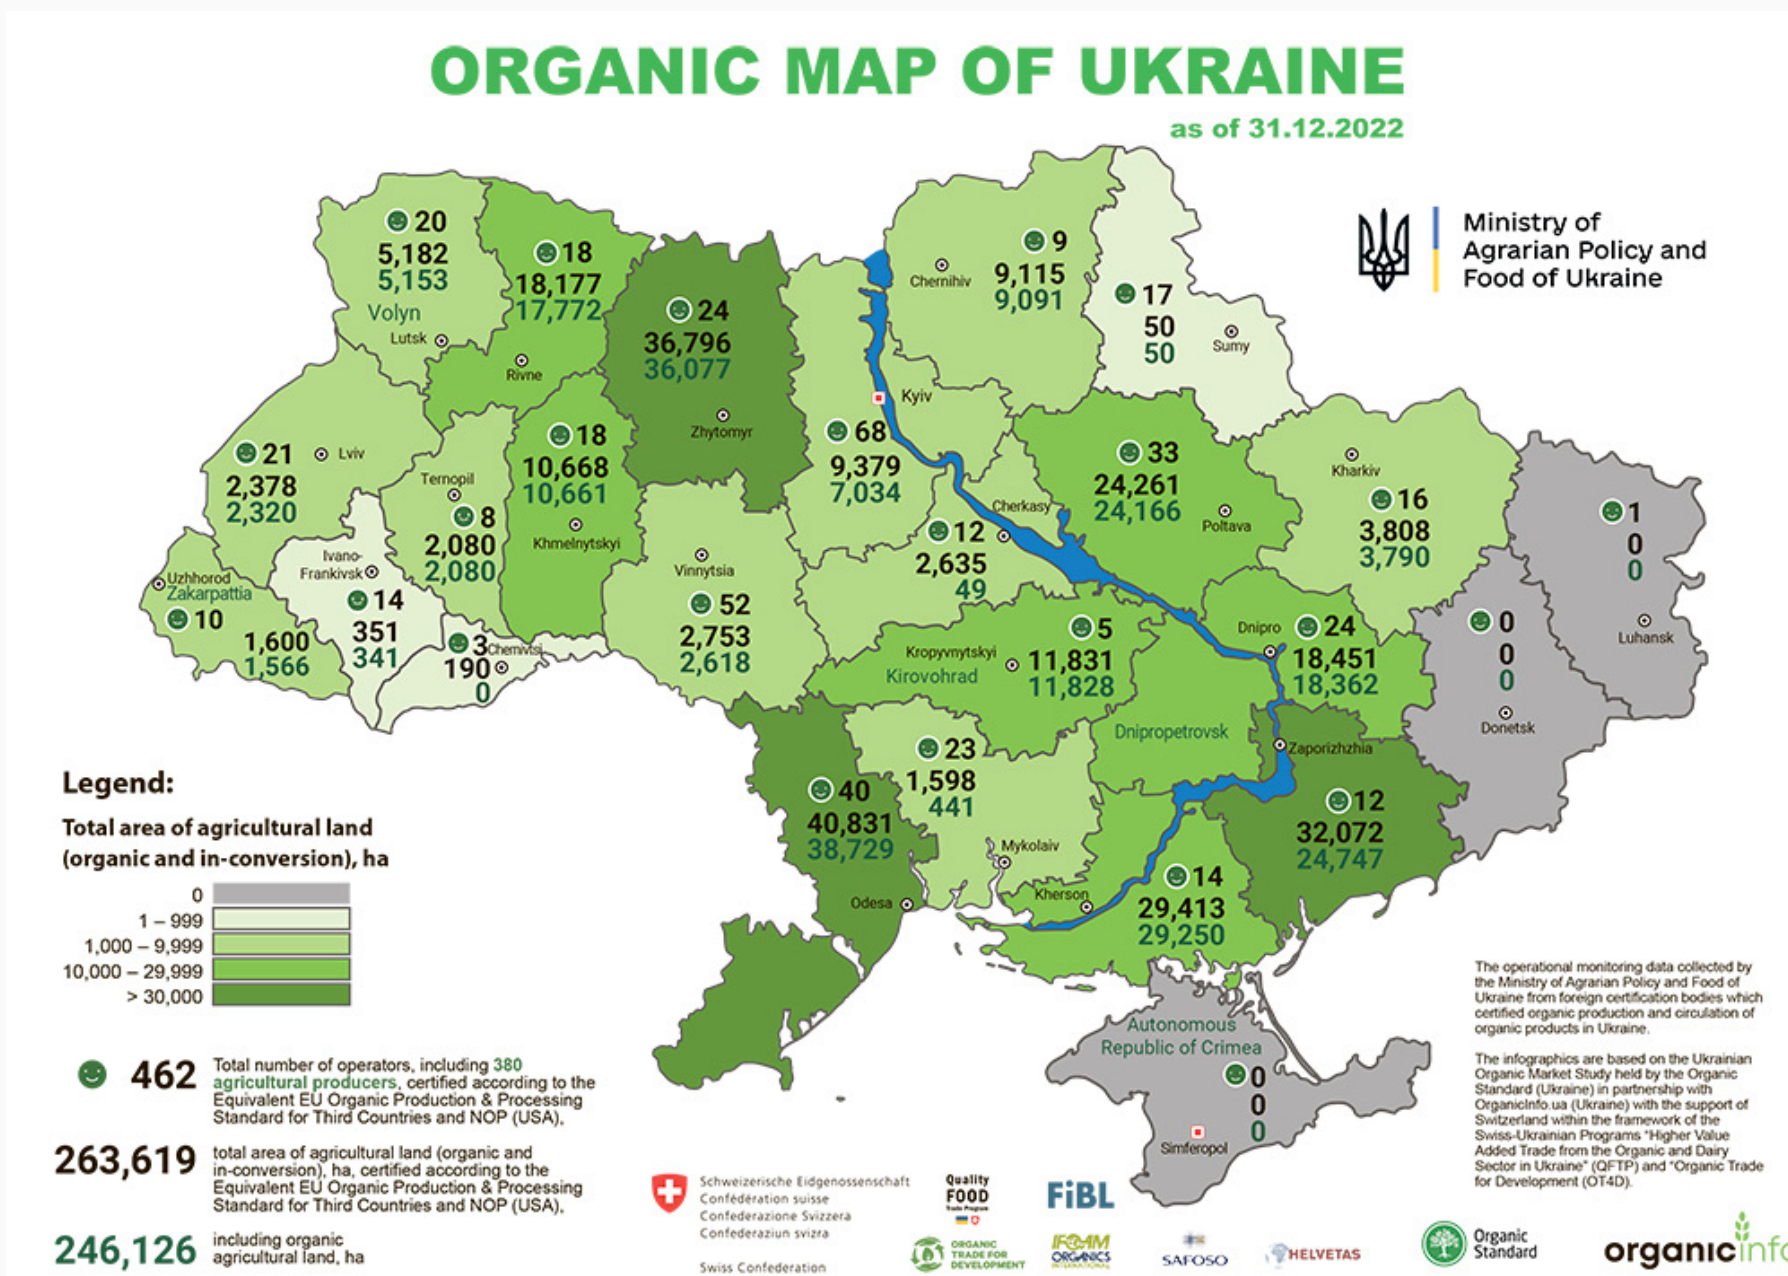 ORGANIC MAP OF UKRAINE
as of 31.12.2022
Ministry of
Agrarian Policy and
Food of Ukraine
20
5,182
5,153
Volyn
Lutsk
18
18,177
17,772
Rivne
24
36,796
36,077
Zhytomyr
9
9,115
9,091
Chernihiv
17
50
50
Sumy
Kyiv
68
9,379
7,034
21
2,378
2,320
Lviv
Ternopil
8
2,080
2,080
18
10,668
10,661
Khmelnytskyi
33
24,261
24,166
Poltava
Kharkiv
16
3,808
3,790
1
0
0
Luhansk
Cherkasy
12
2,635
49
Uzhhorod
Zakarpattia
10
1,600
1,566
Ivano-
Frankivsk
14
351
341
3
Chernivtsi
190
0
Vinnytsia
52
2,753
2,618
Kropyvnytskyi
Kirovohrad
5
11,831
11,828
Dnipro
24
18,451
18,362
Dnipropetrovsk
0
0
0
Donetsk
Zaporizhzhia
12
32,072
24,747
23
1,598
441
Mykolaiv
40
40,831
38,729
Odesa
Kherson
14
29,413
29,250
Autonomous
Republic of Crimea
0
0
0
Simferopol
Legend:
Total area of agricultural land
(organic and in-conversion), ha
0
1 – 999
1,000 – 9,999
10,000 – 29,999
> 30,000
462
Total number of operators, including 380
agricultural producers, certified according to the
Equivalent EU Organic Production & Processing
Standard for Third Countries and NOP (USA),
263,619
total area of agricultural land (organic and
in-conversion), ha, certified according to the
Equivalent EU Organic Production & Processing
Standard for Third Countries and NOP (USA),
246,126
including organic
agricultural land, ha
The operational monitoring data collected by
the Ministry of Agrarian Policy and Food of
Ukraine from foreign certification bodies which
certified organic production and circulation of
organic products in Ukraine.
The infographics are based on the Ukrainian
Organic Market Study held by the Organic
Standard (Ukraine) in partnership with
OrganicInfo.ua (Ukraine) with the support of
Switzerland within the framework of the
Swiss-Ukrainian Programs "Higher Value
Added Trade from the Organic and Dairy
Sector in Ukraine" (QFTP) and "Organic Trade
for Development (OT4D).
Schweizerische Eidgenossenschaft
Confédération suisse
Confederazione Svizzera
Confederaziun svizra
Swiss Confederation
Quality
FOOD
Trade Program
ORGANIC
TRADE FOR
DEVELOPMENT
FiBL
IFOAM
ORGANICS
INTERNATIONAL
SAFOSO
HELVETAS
Organic
Standard
organicinfo